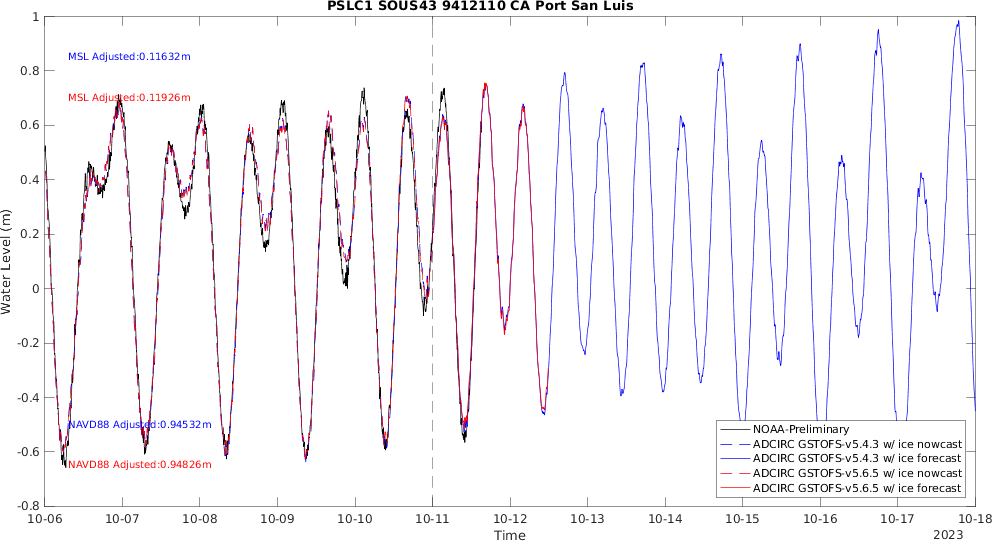 PSLC1 SOUS43 9412110 CA Port San Luis
1
0.8
0.6
0.4
0.2
0
-0.2
-0.4
-0.6
-0.8
Water Level (m)
MSL Adjusted:0.11632m
MSL Adjusted:0.11926m
NAVD88 Adjusted:0.94532m
NAVD88 Adjusted:0.94826m
NOAA-Preliminary
ADCIRC GSTOFS-v5.4.3 w/ ice nowcast
ADCIRC GSTOFS-v5.4.3 w/ ice forecast
ADCIRC GSTOFS-v5.6.5 w/ ice nowcast
ADCIRC GSTOFS-v5.6.5 w/ ice forecast
10-06 10-07 10-08 10-09 10-10 10-11 10-12 10-13 10-14 10-15 10-16 10-17 10-18
Time
2023